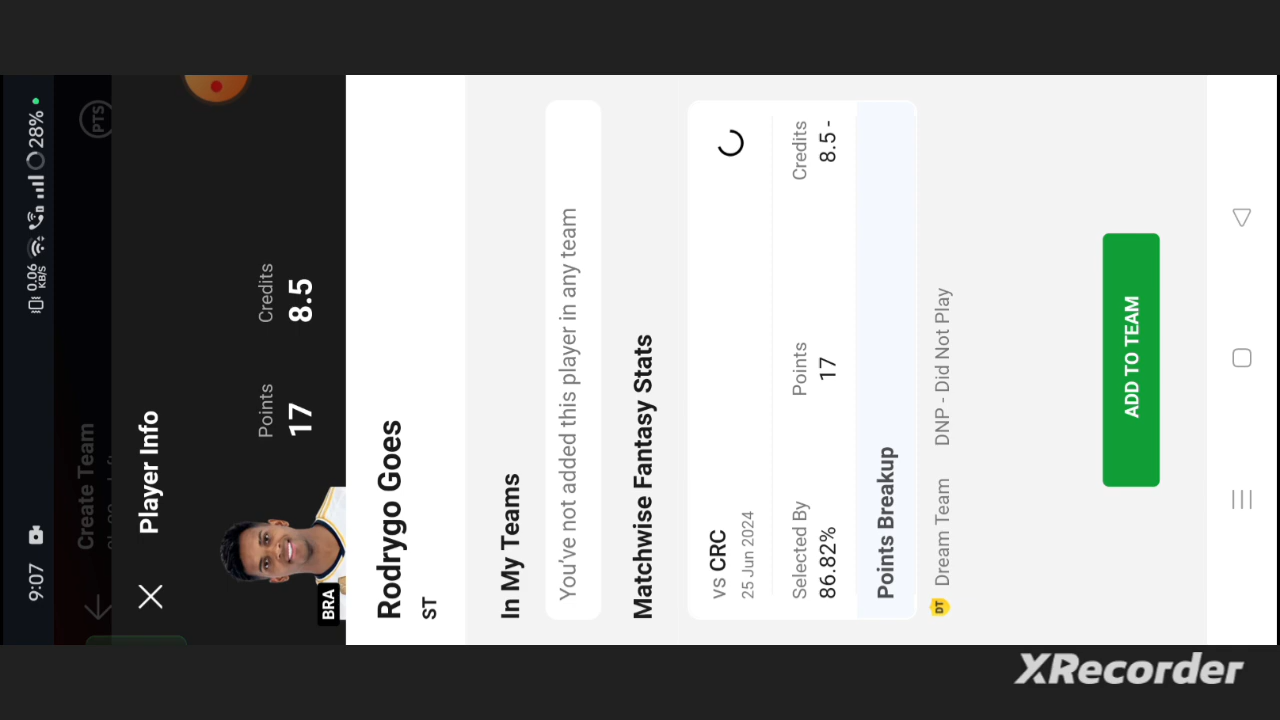 9:07
0.06
KB/S
28%
Create Team
PTS
Player Info
BRA
Points
17
Credits
8.5
Rodrygo Goes
ST
In My Teams
You've not added this player in any team
Matchwise Fantasy Stats
vs CRC
25 Jun 2024
Selected By
86.82%
Points
17
Credits
8.5 -
Points Breakup
DT Dream Team DNP - Did Not Play
ADD TO TEAM
XRecorder